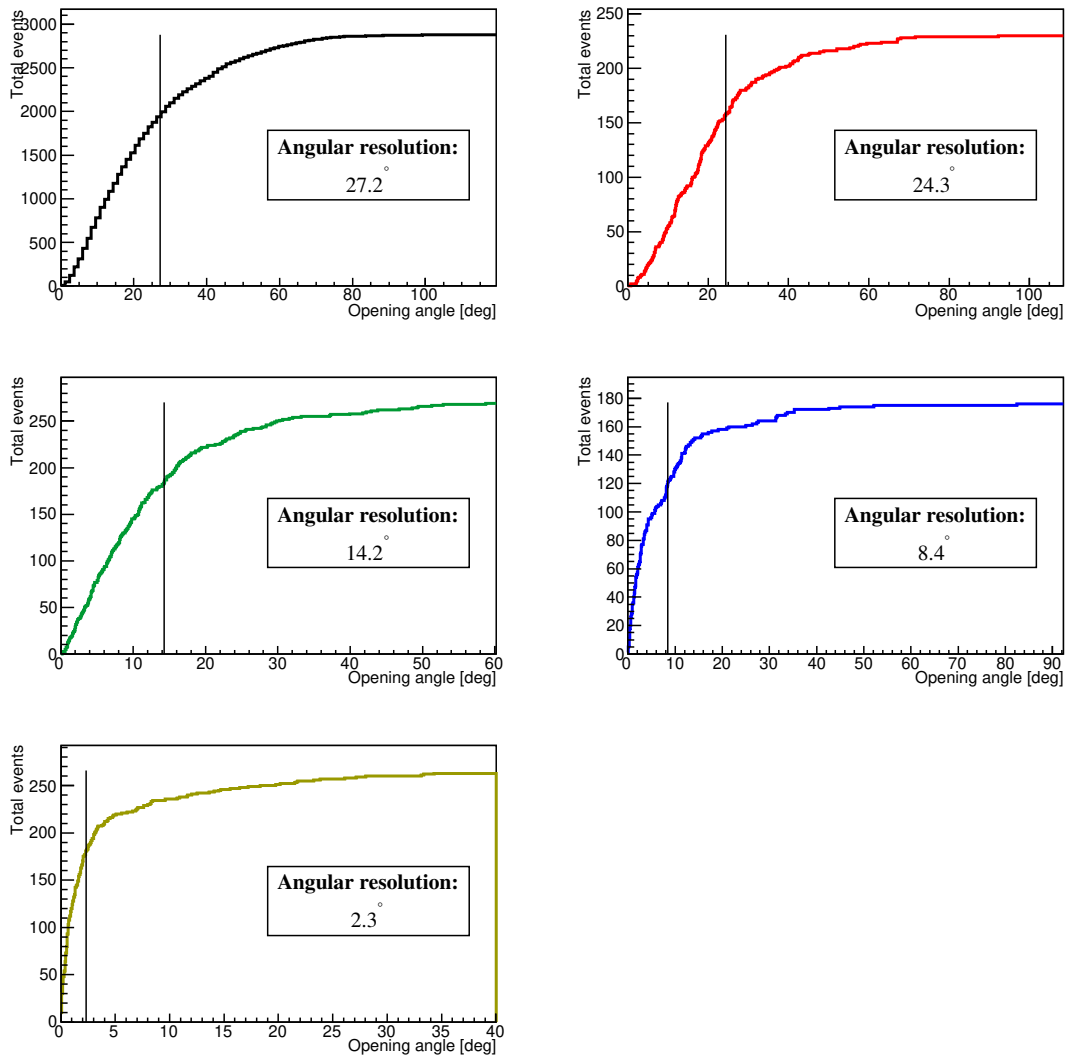 Total events
3000
2500
2000
1500
1000
500
0
Angular resolution:
27.2°
0 20 40 60 80 100
Opening angle [deg]
Total events
250
200
150
100
50
0
Angular resolution:
24.3°
0 20 40 60 80 100
Opening angle [deg]
Total events
250
200
150
100
50
0
Angular resolution:
14.2°
0 10 20 30 40 50 60
Opening angle [deg]
Total events
180
160
140
120
100
80
60
40
20
0
Angular resolution:
8.4°
0 10 20 30 40 50 60 70 80 90
Opening angle [deg]
Total events
250
200
150
100
50
0
Angular resolution:
2.3°
0 5 10 15 20 25 30 35 40
Opening angle [deg]